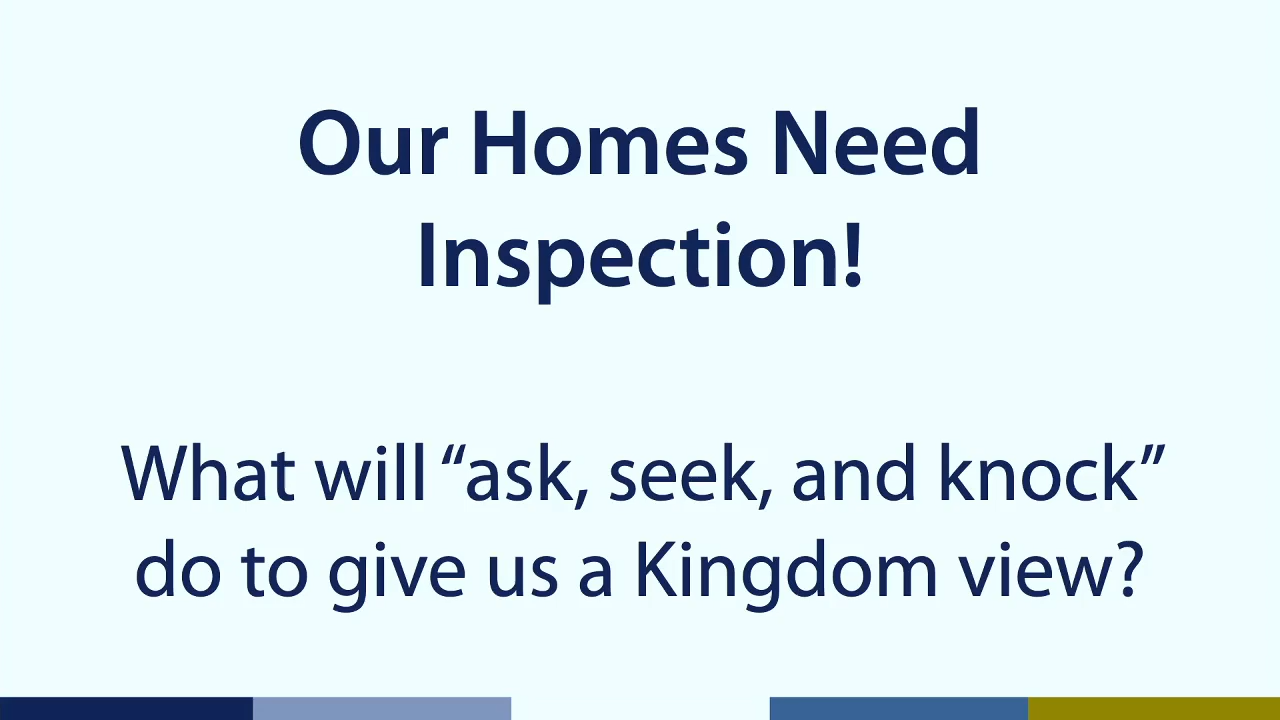 Our Homes Need
Inspection!
What will “ask, seek, and knock”
do to give us a Kingdom view?